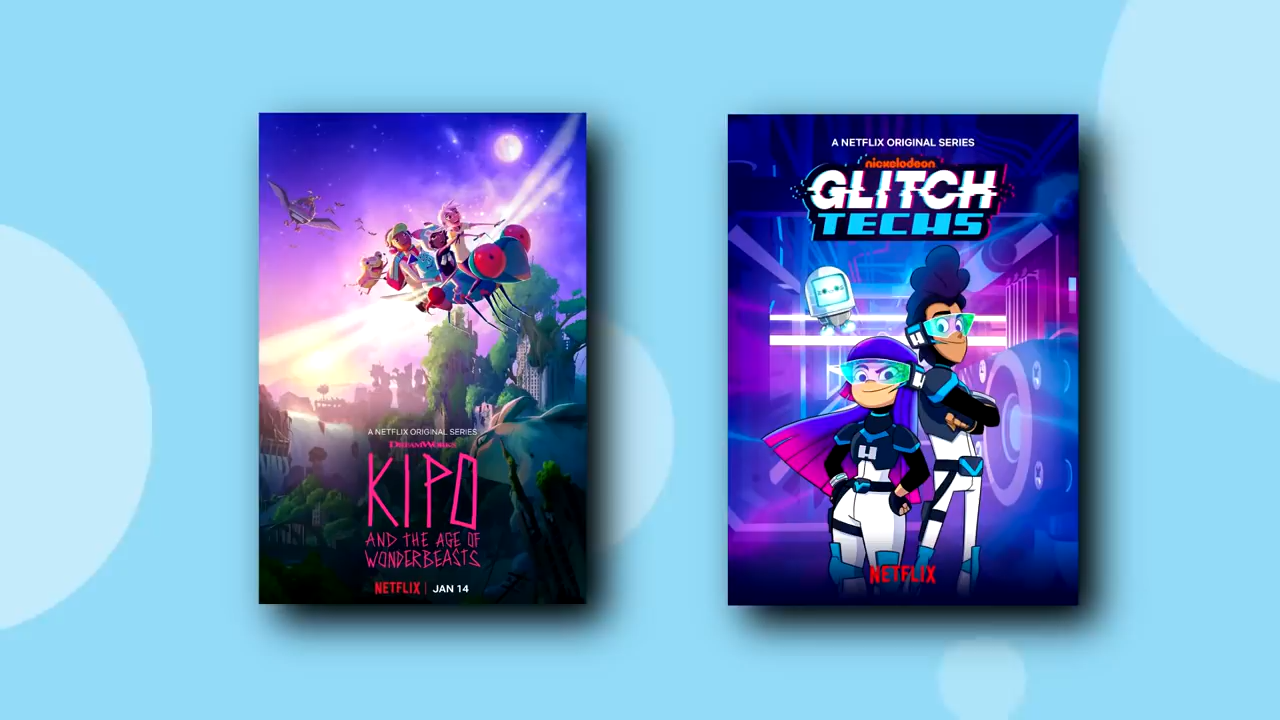 A NETFLIX ORIGINAL SERIES
DREAMWORKS
KIPO
AND THE AGE OF
WONDERBEASTS
NETFLIX | JAN 14
A NETFLIX ORIGINAL SERIES
nickelodeon
GLITCH
TECHS
NETFLIX